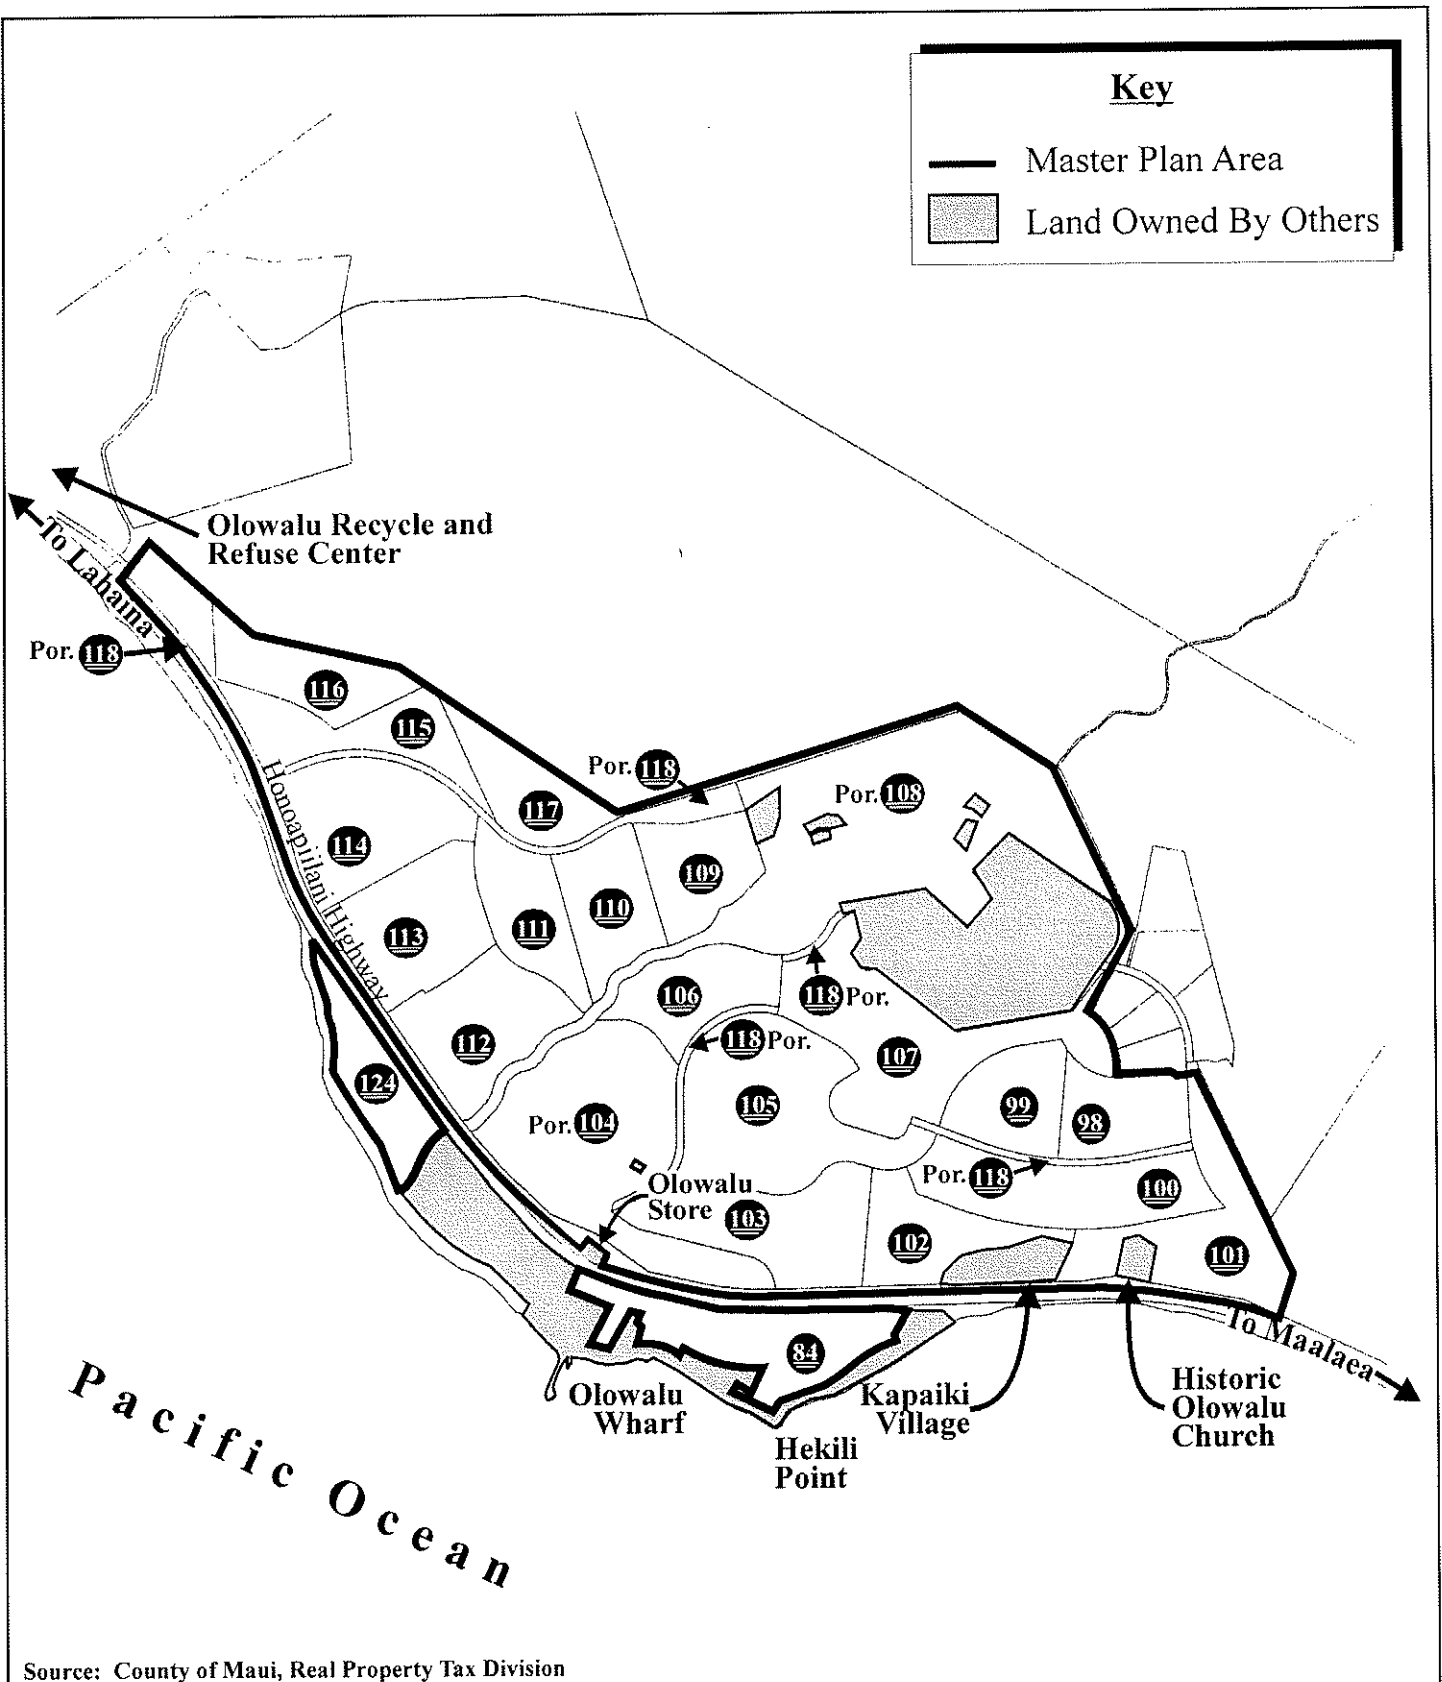 Key
Master Plan Area
Land Owned By Others
Olowalu Recycle and
Refuse Center
To Lahaina
Por. 118
116
115
Por. 118
Por. 108
117
Honoapiilani Highway
114
109
110
111
113
106
118 Por.
112
118 Por.
107
124
105
99
98
Por. 104
Por. 118
100
Olowalu
Store
103
102
101
To Maalaea
84
Olowalu
Wharf
Kapaiki
Village
Historic
Olowalu
Church
Hekili
Point
Pacific Ocean
Source: County of Maui, Real Property Tax Division